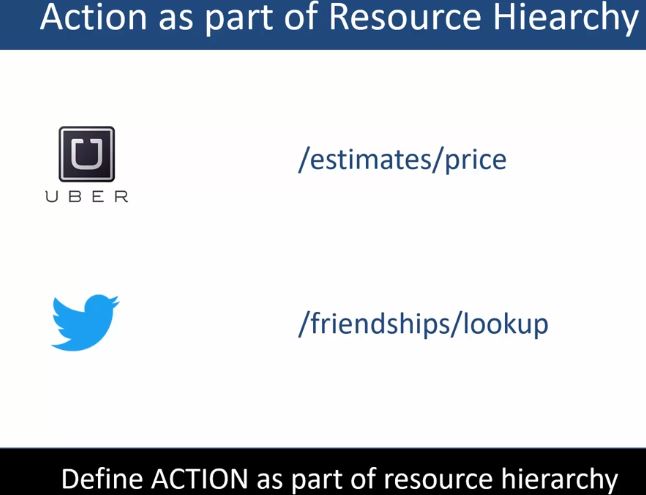 Action as part of Resource Hiearchy
/estimates/price
UBER
/friendships/lookup
Define ACTION as part of resource hierarchy